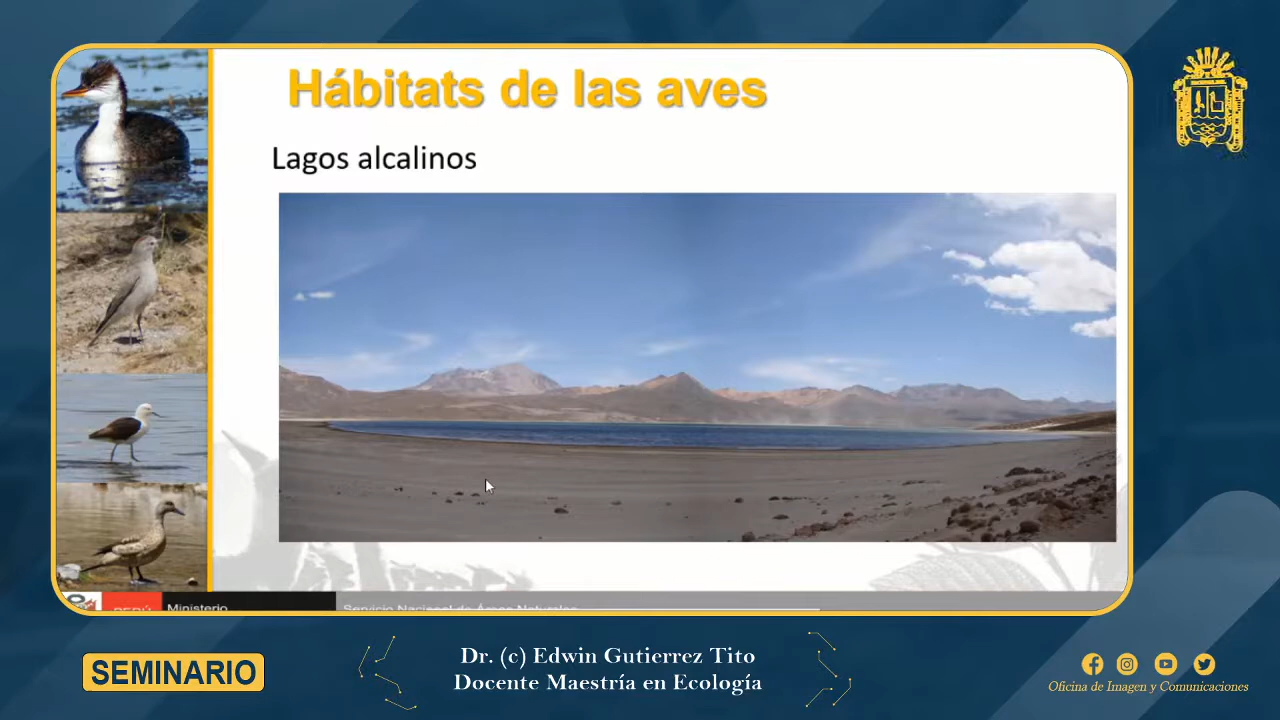 Hábitats de las aves
Lagos alcalinos
PERÚ
Ministerio
Servicio Nacional de Áreas Naturales
SEMINARIO
Dr. (c) Edwin Gutierrez Tito
Docente Maestría en Ecología
Oficina de Imagen y Comunicaciones